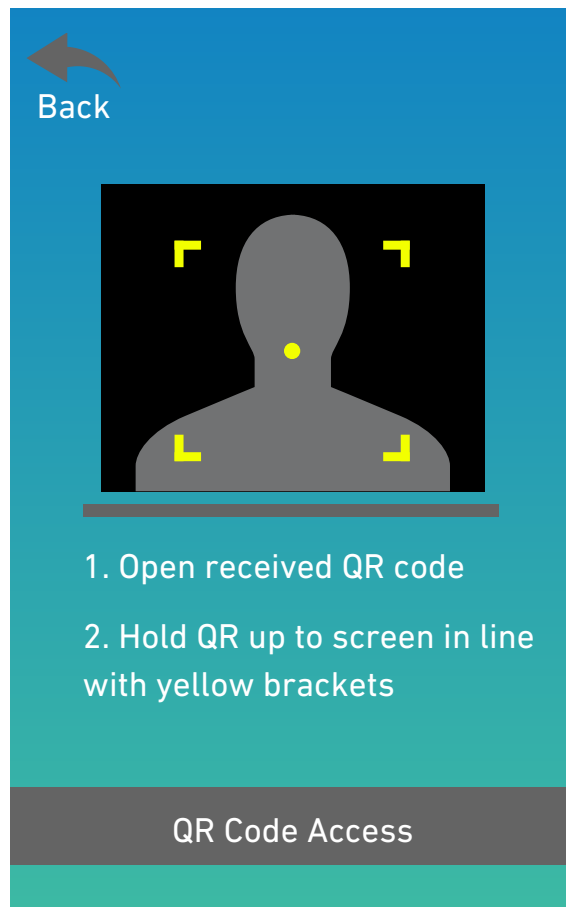 Back
1. Open received QR code
2. Hold QR up to screen in line
with yellow brackets
QR Code Access